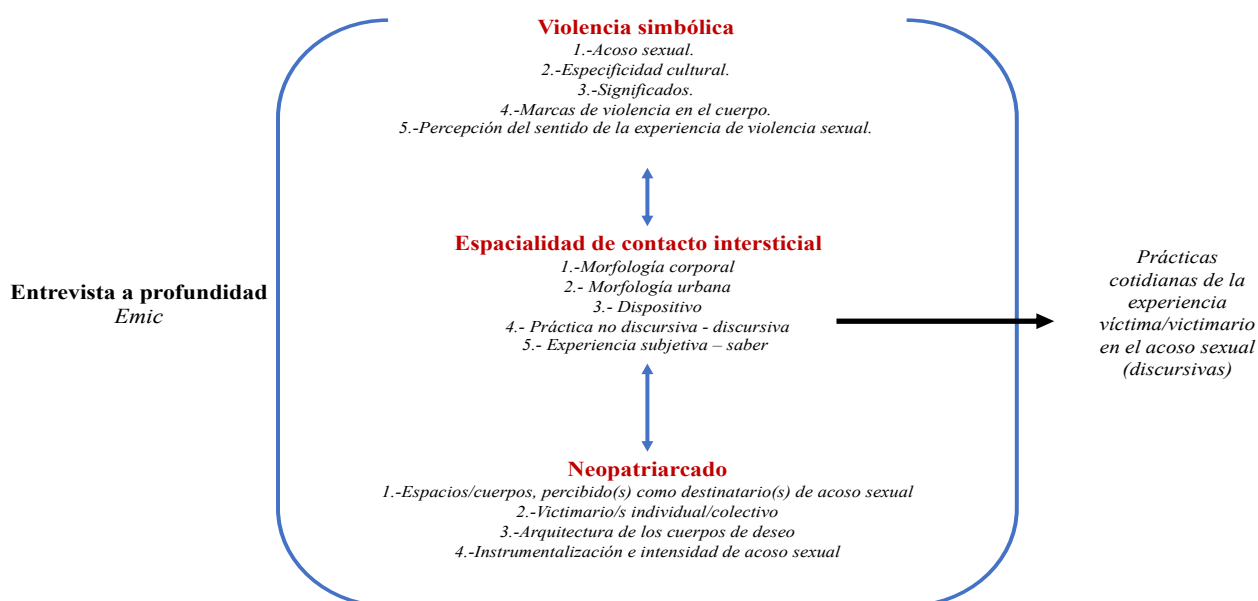 Violencia simbólica
1.-Acoso sexual.
2.-Especificidad cultural.
3.-Significados.
4.-Marcas de violencia en el cuerpo.
5.-Percepción del sentido de la experiencia de violencia sexual.
Entrevista a profundidad
Emic
Espacialidad de contacto intersticial
1.-Morfología corporal
2.- Morfología urbana
3.- Dispositivo
4.- Práctica no discursiva - discursiva
5.- Experiencia subjetiva – saber
Prácticas
cotidianas de la
experiencia
víctima/victimario
en el acoso sexual
(discursivas)
Neopatriarcado
1.-Espacios/cuerpos, percibido(s) como destinatario(s) de acoso sexual
2.-Victimario/s individual/colectivo
3.-Arquitectura de los cuerpos de deseo
4.-Instrumentalización e intensidad de acoso sexual